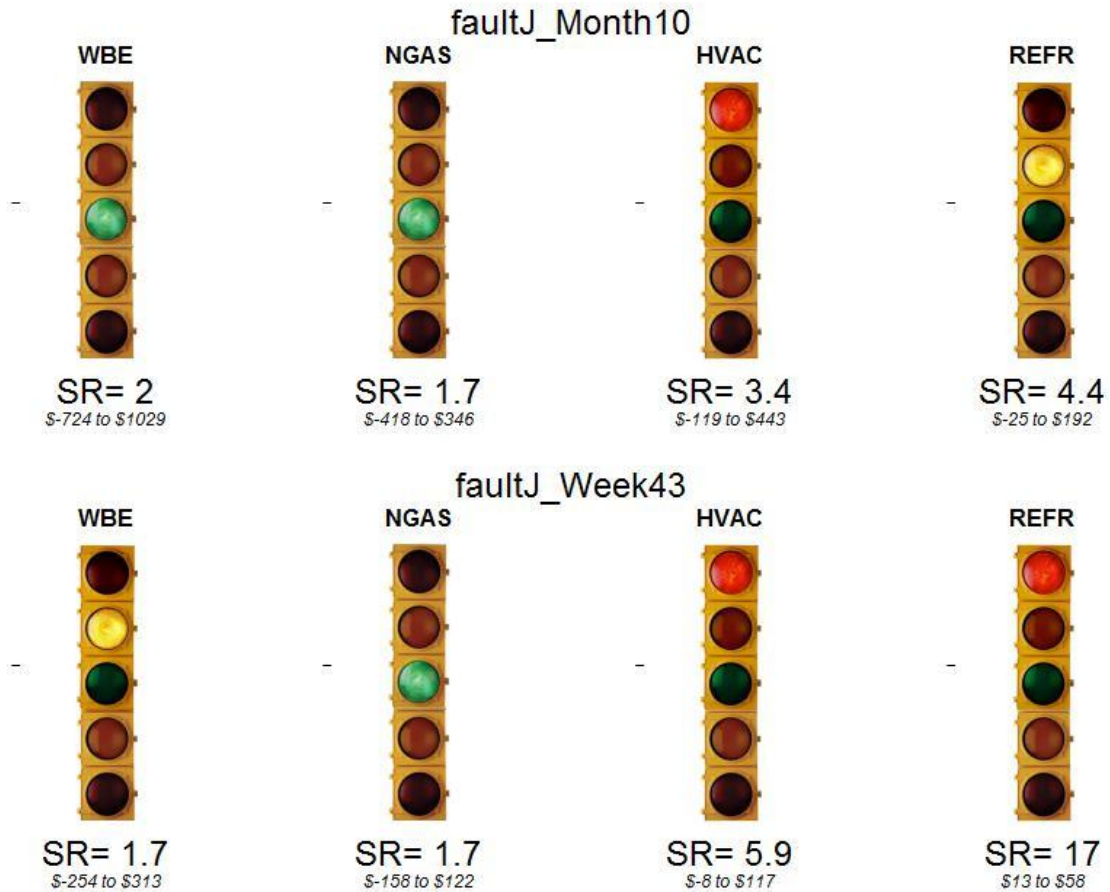 faultJ_Month10
WBE NGAS HVAC REFR
– – – –
SR= 2 SR= 1.7 SR= 3.4 SR= 4.4
$-724 to $1029 $-418 to $346 $-119 to $443 $-25 to $192
faultJ_Week43
WBE NGAS HVAC REFR
– – – –
SR= 1.7 SR= 1.7 SR= 5.9 SR= 17
$-254 to $313 $-158 to $122 $-8 to $117 $13 to $58